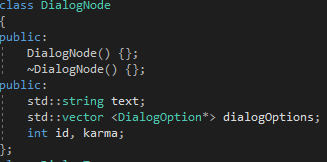 class DialogNode
{
public:
DialogNode() {};
~DialogNode() {};
public:
std::string text;
std::vector <DialogOption*> dialogOptions;
int id, karma;
};